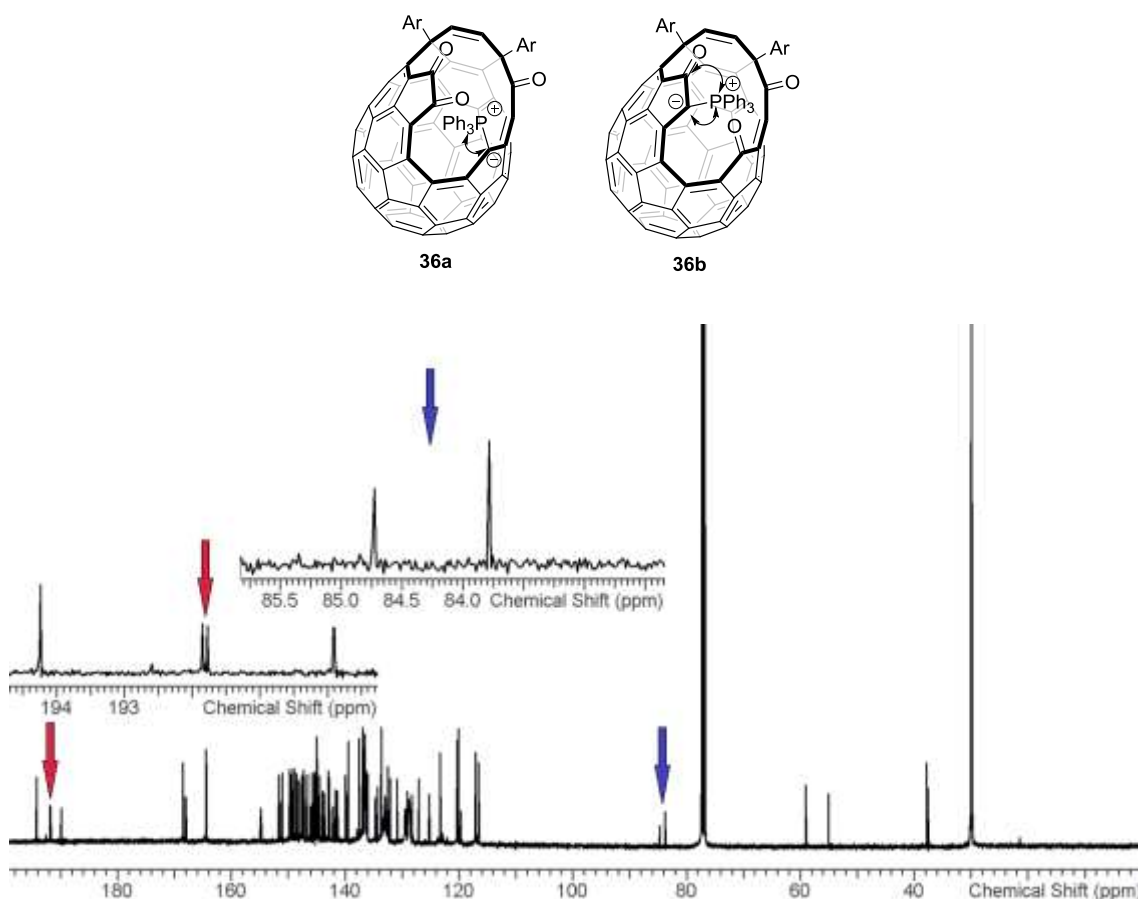 Ar
O
Ar
O
O
Ph₃P
⊕
⊖
36a
Ar
O
Ar
⊕
O
⊖
PPh₃
O
36b
85.5 85.0 84.5 84.0 Chemical Shift (ppm)
194 193 Chemical Shift (ppm)
180 160 140 120 100 80 60 40 Chemical Shift (ppm)